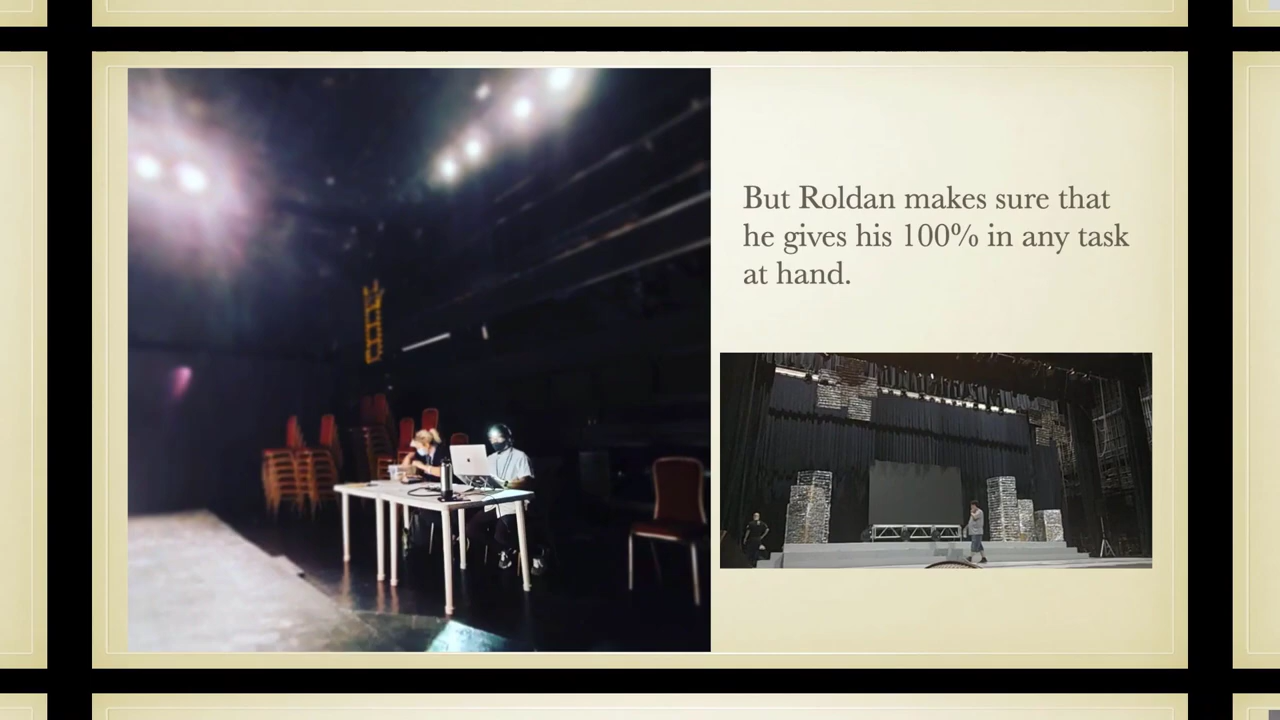 But Roldan makes sure that
he gives his 100% in any task
at hand.